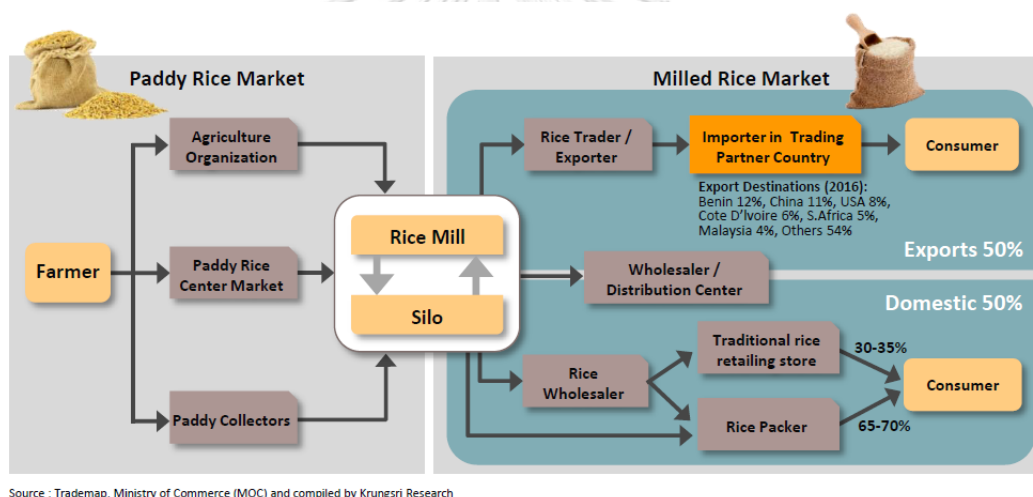 Paddy Rice Market
Agriculture
Organization
Farmer
Paddy Rice
Center Market
Paddy Collectors
Rice Mill
Silo
Milled Rice Market
Rice Trader /
Exporter
Importer in Trading
Partner Country
Consumer
Export Destinations (2016):
Benin 12%, China 11%, USA 8%,
Cote D'Ivoire 6%, S.Africa 5%,
Malaysia 4%, Others 54%
Exports 50%
Wholesaler /
Distribution Center
Domestic 50%
Rice
Wholesaler
Traditional rice
retailing store
30-35%
Rice Packer
65-70%
Consumer
Source : Trademap, Ministry of Commerce (MOC) and compiled by Krungsri Research